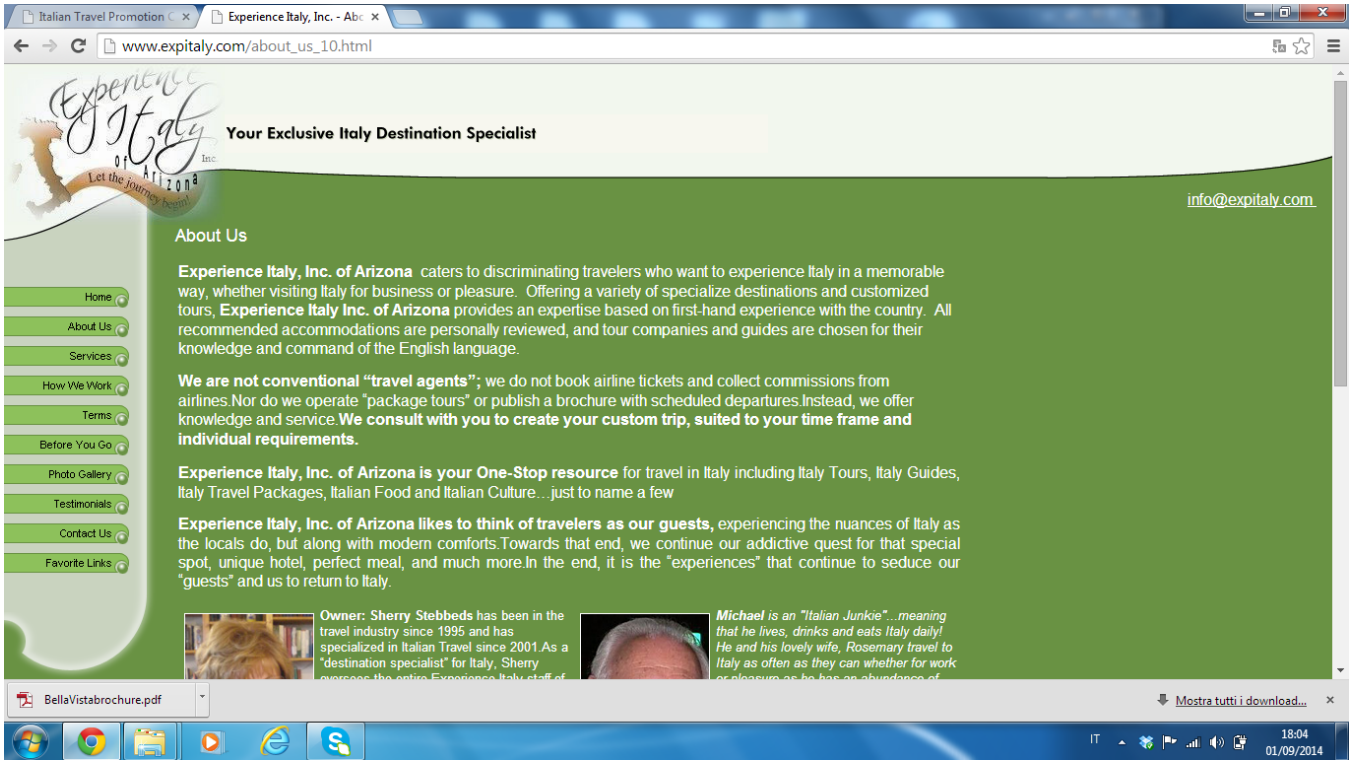 Italian Travel Promotion C
Experience Italy, Inc. - Abc
www.expitaly.com/about_us_10.html
Experience
Italy
of Arizona Inc.
Let the journey begin!
Your Exclusive Italy Destination Specialist
info@expitaly.com
Home
About Us
Services
How We Work
Terms
Before You Go
Photo Gallery
Testimonials
Contact Us
Favorite Links
About Us
Experience Italy, Inc. of Arizona caters to discriminating travelers who want to experience Italy in a memorable
way, whether visiting Italy for business or pleasure. Offering a variety of specialize destinations and customized
tours, Experience Italy Inc. of Arizona provides an expertise based on first-hand experience with the country. All
recommended accommodations are personally reviewed, and tour companies and guides are chosen for their
knowledge and command of the English language.
We are not conventional “travel agents”; we do not book airline tickets and collect commissions from
airlines.Nor do we operate “package tours” or publish a brochure with scheduled departures.Instead, we offer
knowledge and service.We consult with you to create your custom trip, suited to your time frame and
individual requirements.
Experience Italy, Inc. of Arizona is your One-Stop resource for travel in Italy including Italy Tours, Italy Guides,
Italy Travel Packages, Italian Food and Italian Culture…just to name a few
Experience Italy, Inc. of Arizona likes to think of travelers as our guests, experiencing the nuances of Italy as
the locals do, but along with modern comforts.Towards that end, we continue our addictive quest for that special
spot, unique hotel, perfect meal, and much more.In the end, it is the “experiences” that continue to seduce our
“guests” and us to return to Italy.
Owner: Sherry Stebbeds has been in the
travel industry since 1995 and has
specialized in Italian Travel since 2001.As a
“destination specialist” for Italy, Sherry
oversees the entire Experience Italy staff of
Michael is an "Italian Junkie"...meaning
that he lives, drinks and eats Italy daily!
He and his lovely wife, Rosemary travel to
Italy as often as they can whether for work
or pleasure as he has an abundance of
BellaVistabrochure.pdf
Mostra tutti i download...
IT
18:04
01/09/2014